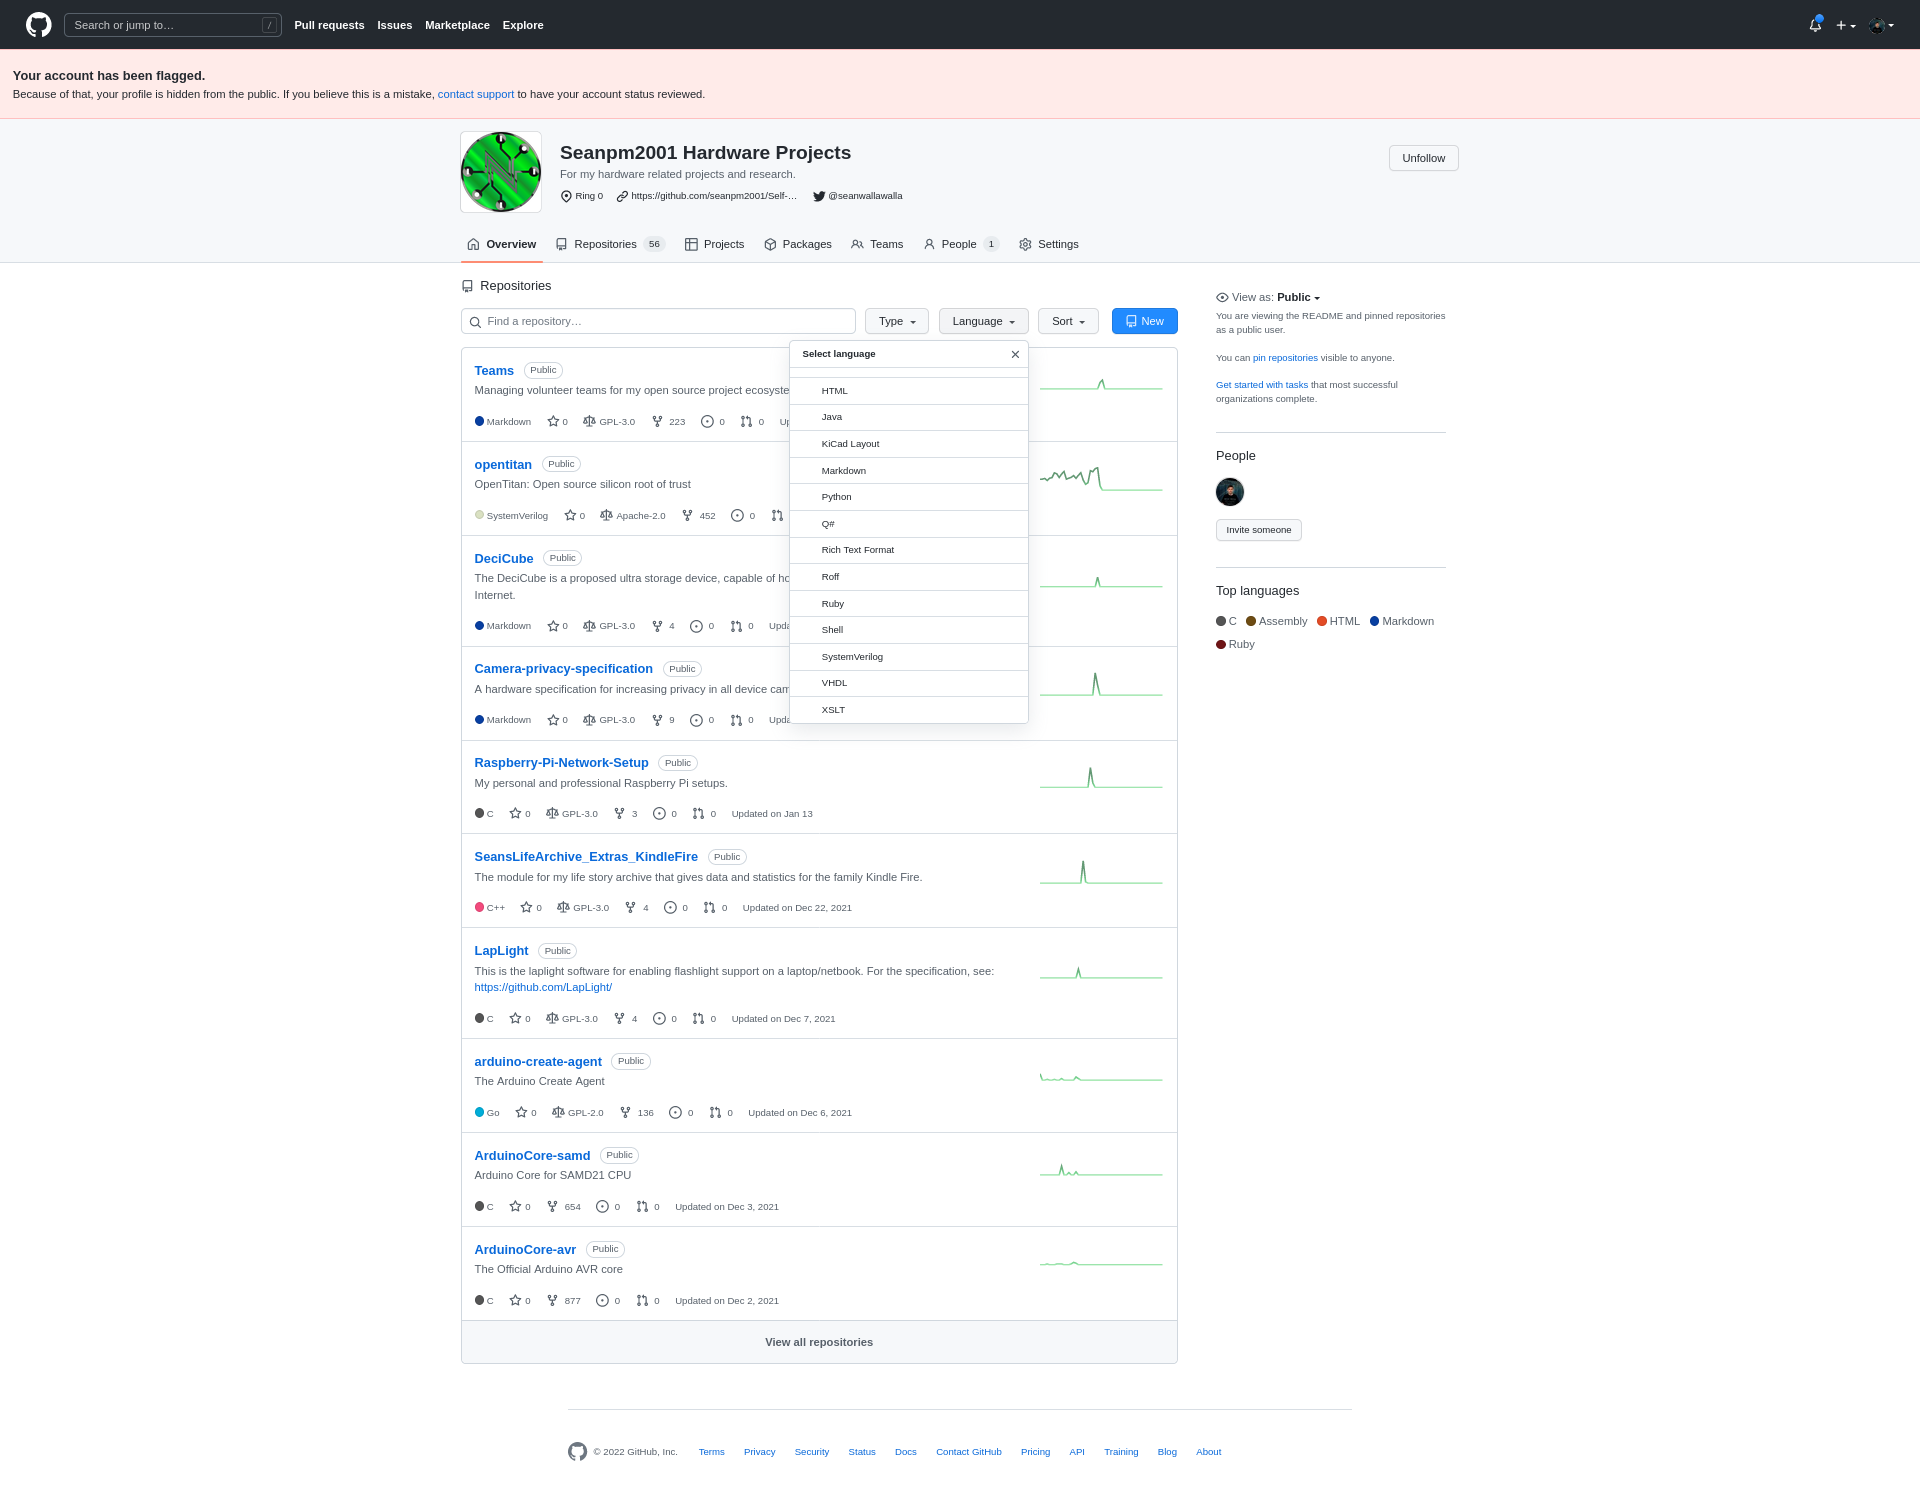 Search or jump to… /
Pull requests Issues Marketplace Explore
Your account has been flagged.
Because of that, your profile is hidden from the public. If you believe this is a mistake, contact support to have your account status reviewed.
Seanpm2001 Hardware Projects
For my hardware related projects and research.
Ring 0 https://github.com/seanpm2001/Self-… @seanwallawalla
Unfollow
Overview Repositories 56 Projects Packages Teams People 1 Settings
Repositories
Find a repository… Type Language Sort New
Select language
HTML
Java
KiCad Layout
Markdown
Python
Q#
Rich Text Format
Roff
Ruby
Shell
SystemVerilog
VHDL
XSLT
Teams Public
Managing volunteer teams for my open source project ecosyste
Markdown 0 GPL-3.0 223 0 0 Up
opentitan Public
OpenTitan: Open source silicon root of trust
SystemVerilog 0 Apache-2.0 452 0
DeciCube Public
The DeciCube is a proposed ultra storage device, capable of ho
Internet.
Markdown 0 GPL-3.0 4 0 0 Upda
Camera-privacy-specification Public
A hardware specification for increasing privacy in all device cam
Markdown 0 GPL-3.0 9 0 0 Upda
Raspberry-Pi-Network-Setup Public
My personal and professional Raspberry Pi setups.
C 0 GPL-3.0 3 0 0 Updated on Jan 13
SeansLifeArchive_Extras_KindleFire Public
The module for my life story archive that gives data and statistics for the family Kindle Fire.
C++ 0 GPL-3.0 4 0 0 Updated on Dec 22, 2021
LapLight Public
This is the laplight software for enabling flashlight support on a laptop/netbook. For the specification, see:
https://github.com/LapLight/
C 0 GPL-3.0 4 0 0 Updated on Dec 7, 2021
arduino-create-agent Public
The Arduino Create Agent
Go 0 GPL-2.0 136 0 0 Updated on Dec 6, 2021
ArduinoCore-samd Public
Arduino Core for SAMD21 CPU
C 0 654 0 0 Updated on Dec 3, 2021
ArduinoCore-avr Public
The Official Arduino AVR core
C 0 877 0 0 Updated on Dec 2, 2021
View all repositories
View as: Public
You are viewing the README and pinned repositories
as a public user.
You can pin repositories visible to anyone.
Get started with tasks that most successful
organizations complete.
People
Invite someone
Top languages
C Assembly HTML Markdown
Ruby
© 2022 GitHub, Inc. Terms Privacy Security Status Docs Contact GitHub Pricing API Training Blog About